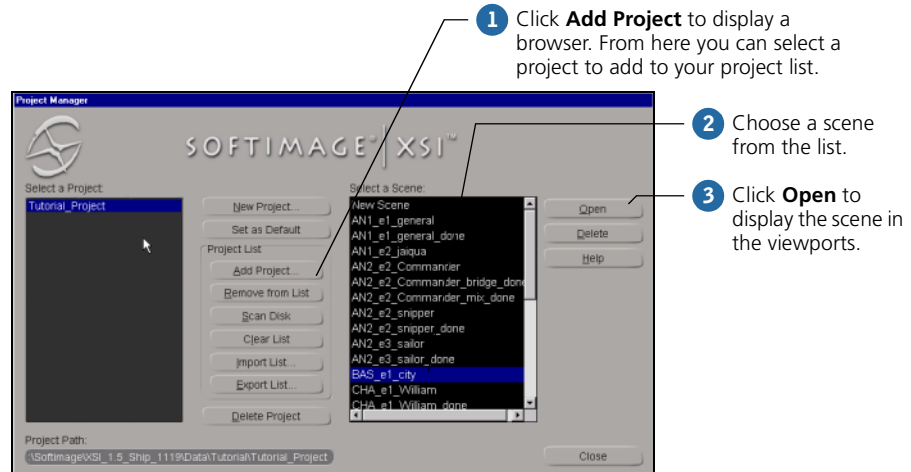 1 Click Add Project to display a
browser. From here you can select a
project to add to your project list.
Project Manager
SOFTIMAGE® | XSI™
2 Choose a scene
from the list.
3 Click Open to
display the scene in
the viewports.
Select a Project:
Tutorial_Project
New Project...
Set as Default
Project List
Add Project...
Remove from List
Scan Disk
Clear List
Import List...
Export List...
Delete Project
Select a Scene:
New Scene
AN1_e1_general
AN1_e1_general_done
AN1_e2_jaiqua
AN2_e2_Commander
AN2_e2_Commander_bridge_done
AN2_e2_Commander_mix_done
AN2_e2_snipper
AN2_e2_snipper_done
AN2_e3_sailor
AN2_e3_sailor_done
BAS_e1_city
CHA_e1_William
CHA_e1_William_done
Open
Delete
Help
Project Path:
\Softimage\XSI_1.5_Ship_1119\Data\Tutorial\Tutorial_Project
Close